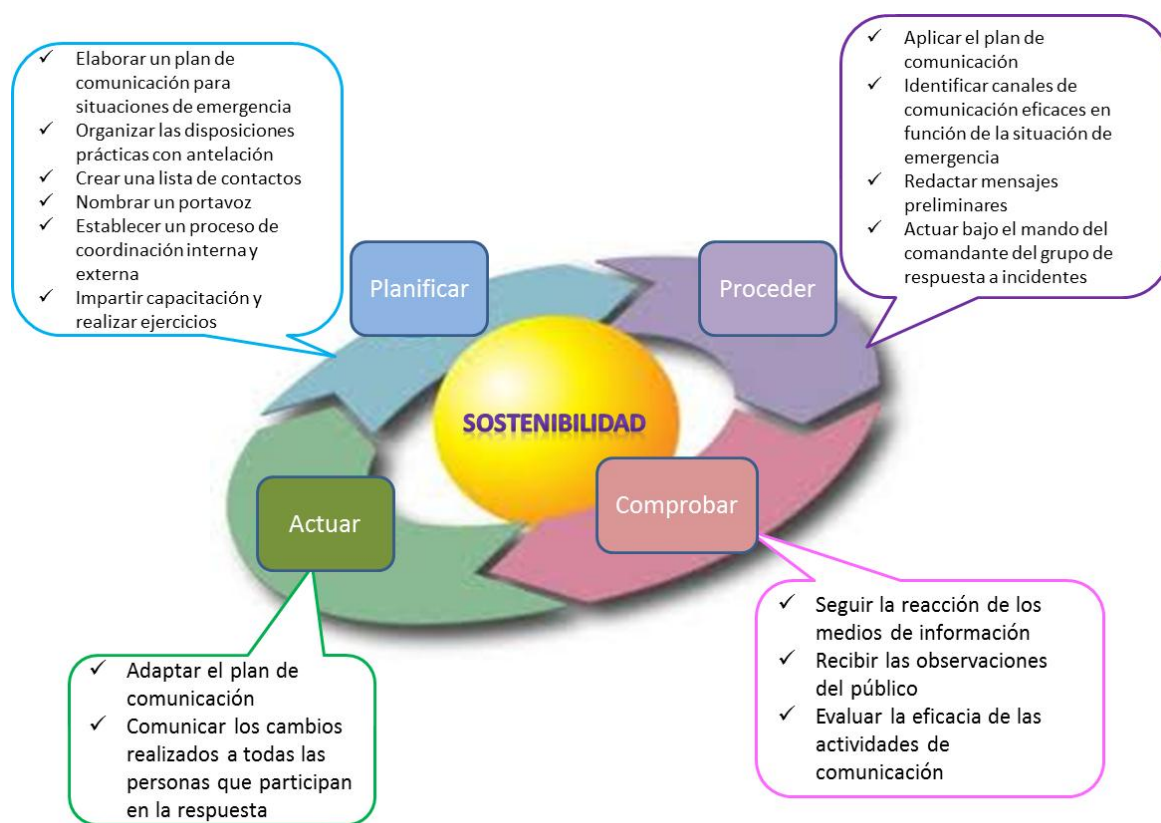 ✓ Elaborar un plan de
comunicación para
situaciones de emergencia
✓ Organizar las disposiciones
prácticas con antelación
✓ Crear una lista de contactos
✓ Nombrar un portavoz
✓ Establecer un proceso de
coordinación interna y
externa
✓ Impartir capacitación y
realizar ejercicios
✓ Aplicar el plan de
comunicación
✓ Identificar canales de
comunicación eficaces en
función de la situación de
emergencia
✓ Redactar mensajes
preliminares
✓ Actuar bajo el mando del
comandante del grupo de
respuesta a incidentes
Planificar
Proceder
SOSTENIBILIDAD
Actuar
Comprobar
✓ Adaptar el plan de
comunicación
✓ Comunicar los cambios
realizados a todas las
personas que participan
en la respuesta
✓ Seguir la reacción de los
medios de información
✓ Recibir las observaciones
del público
✓ Evaluar la eficacia de las
actividades de
comunicación